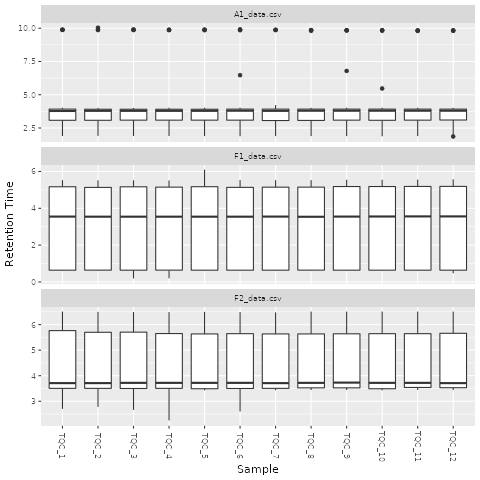 A1_data.csv
10.0
7.5
5.0
2.5
F1_data.csv
6
4
2
0
F2_data.csv
6
5
4
3
Retention Time
TQC_1
TQC_2
TQC_3
TQC_4
TQC_5
TQC_6
TQC_7
TQC_8
TQC_9
TQC_10
TQC_11
TQC_12
Sample